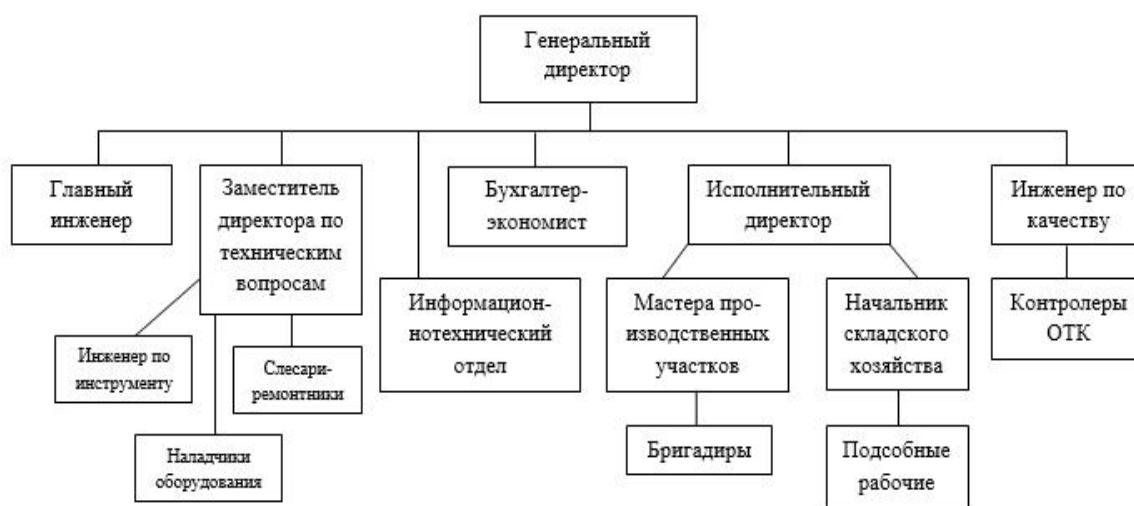 Генеральный
директор
Главный
инженер
Заместитель
директора по
техническим
вопросам
Бухгалтер-
экономист
Исполнительный
директор
Инженер по
качеству
Инженер по
инструменту
Слесари-
ремонтники
Наладчики
оборудования
Информацион-
нотехнический
отдел
Мастера про-
изводственных
участков
Начальник
складского
хозяйства
Контролеры
ОТК
Бригадиры
Подсобные
рабочие